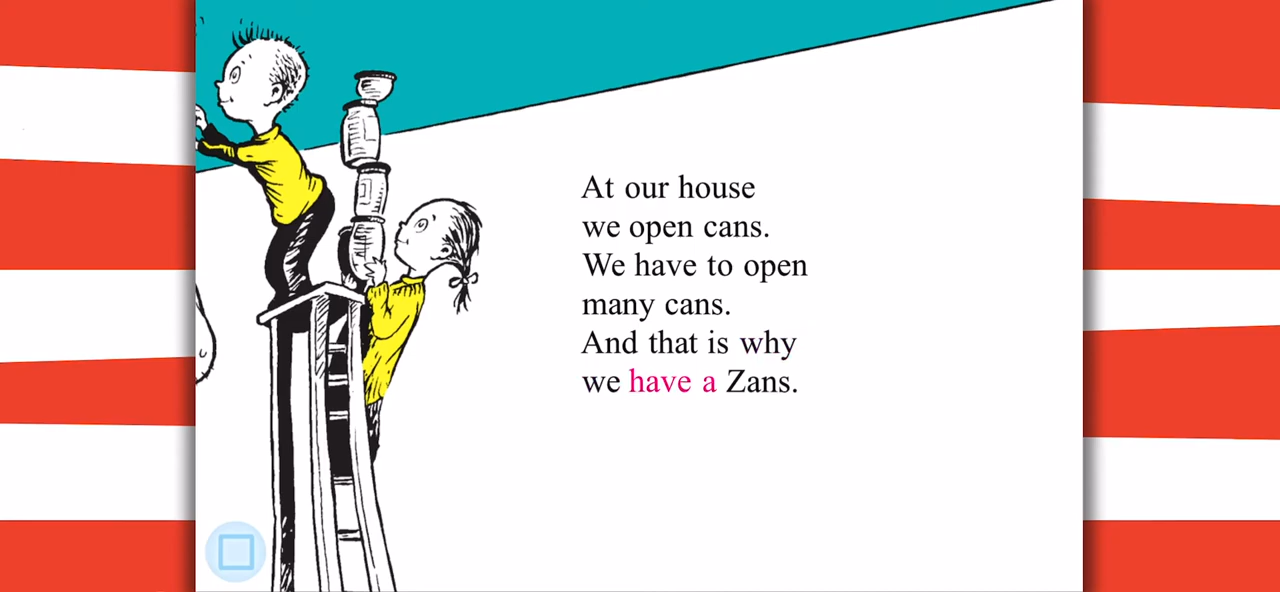 At our house
we open cans.
We have to open
many cans.
And that is why
we have a Zans.